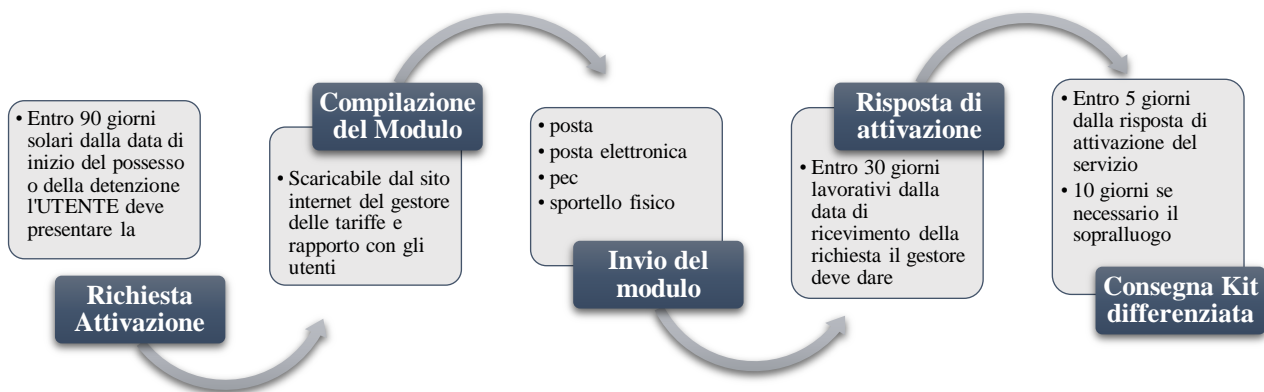 • Entro 90 giorni
solari dalla data di
inizio del possesso
o della detenzione
l'UTENTE deve
presentare la
Richiesta
Attivazione
Compilazione
del Modulo
• Scaricabile dal sito
internet del gestore
delle tariffe e
rapporto con gli
utenti
• posta
• posta elettronica
• pec
• sportello fisico
Invio del
modulo
Risposta di
attivazione
• Entro 30 giorni
lavorativi dalla
data di
ricevimento della
richiesta il gestore
deve dare
• Entro 5 giorni
dalla risposta di
attivazione del
servizio
• 10 giorni se
necessario il
sopralluogo
Consegna Kit
differenziata